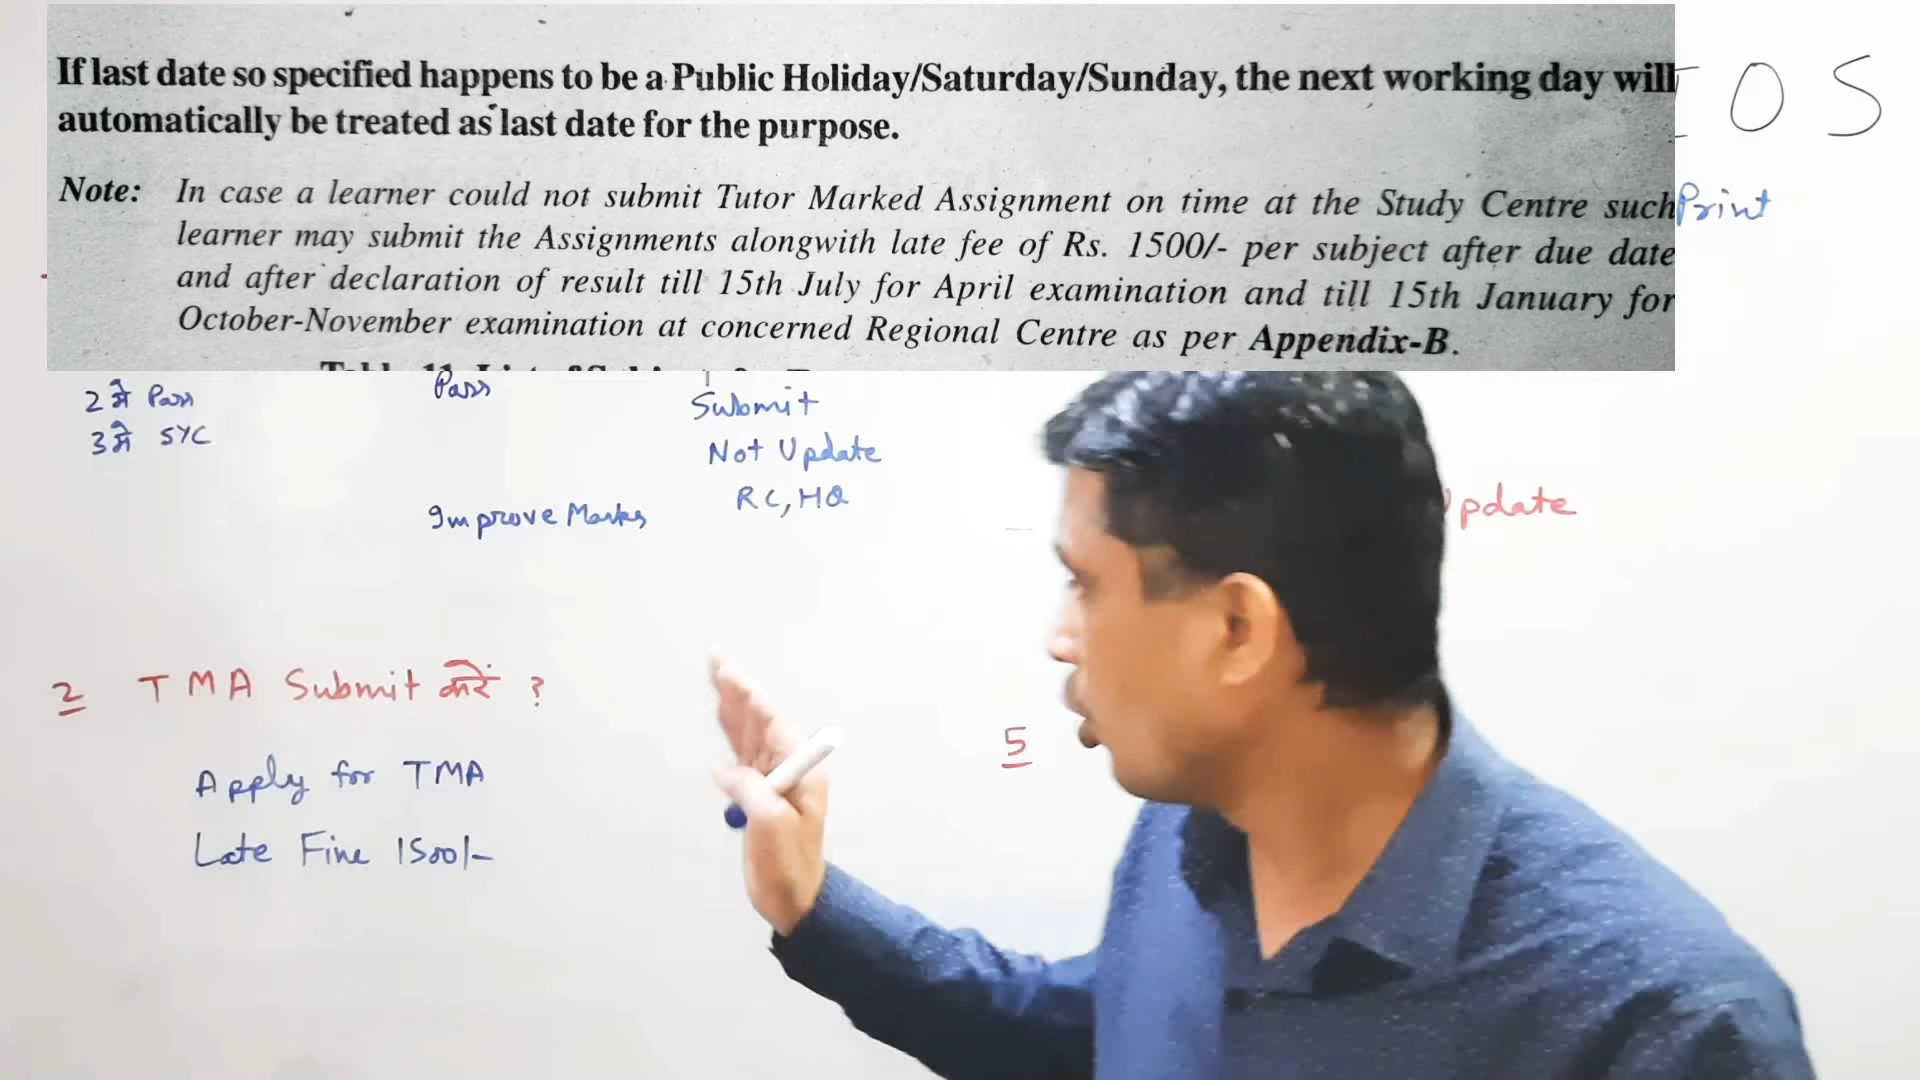 If last date so specified happens to be a Public Holiday/Saturday/Sunday, the next working day will
automatically be treated as last date for the purpose.
Note: In case a learner could not submit Tutor Marked Assignment on time at the Study Centre such
learner may submit the Assignments alongwith late fee of Rs. 1500/- per subject after due date
and after declaration of result till 15th July for April examination and till 15th January for
October-November examination at concerned Regional Centre as per Appendix-B.
OS
Print
2 में Pass
3 में SYC
Pass
Improve Marks
Submit
Not Update
RC, HQ
pdate
2 TMA Submit करें ?
Apply for TMA
Late Fine 1500/-
5